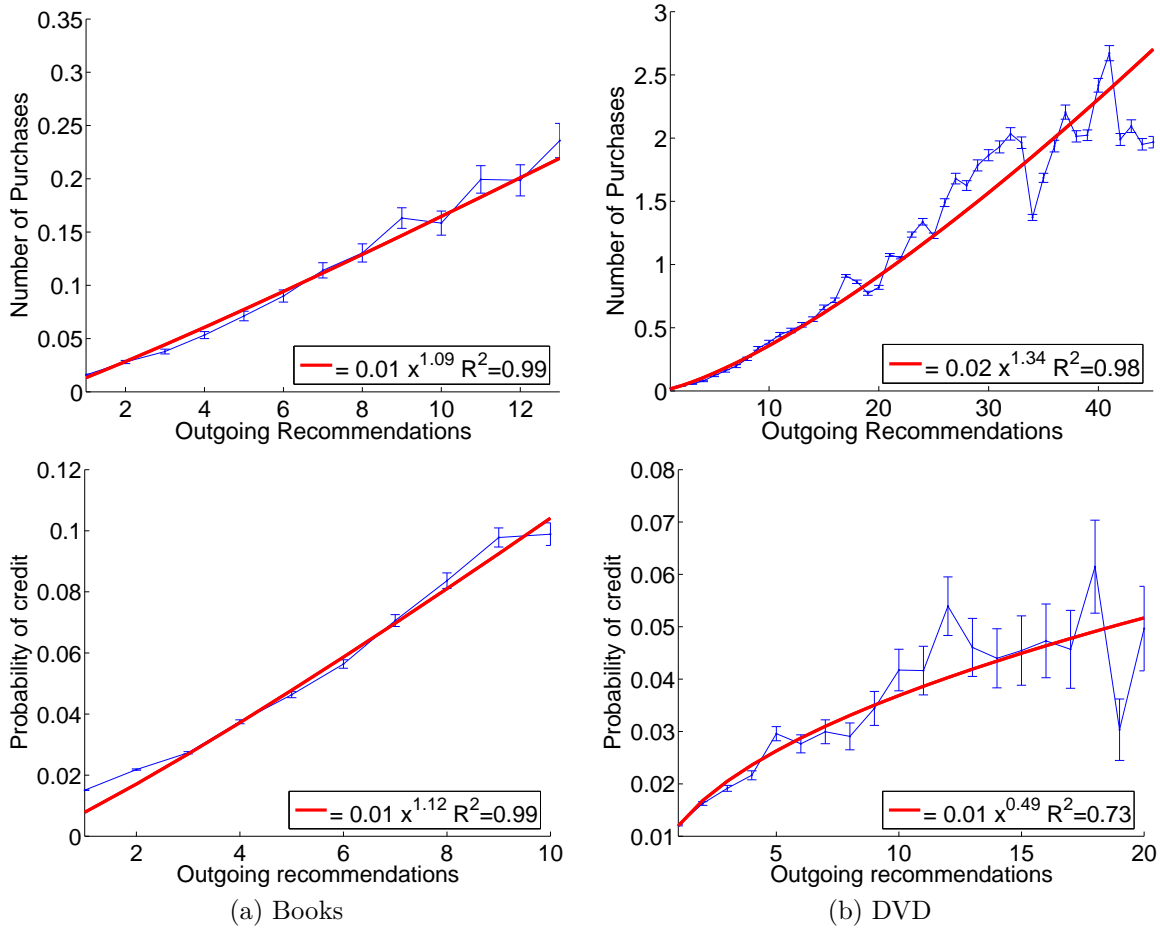 0.35
0.3
0.25
0.2
0.15
0.1
0.05
0
Number of Purchases
= 0.01 x^1.09 R^2=0.99
2 4 6 8 10 12
Outgoing Recommendations
3
2.5
2
1.5
1
0.5
0
Number of Purchases
= 0.02 x^1.34 R^2=0.98
10 20 30 40
Outgoing Recommendations
0.12
0.1
0.08
0.06
0.04
0.02
0
Probability of credit
= 0.01 x^1.12 R^2=0.99
2 4 6 8 10
Outgoing recommendations
(a) Books
0.08
0.07
0.06
0.05
0.04
0.03
0.02
0.01
Probability of credit
= 0.01 x^0.49 R^2=0.73
5 10 15 20
Outgoing recommendations
(b) DVD